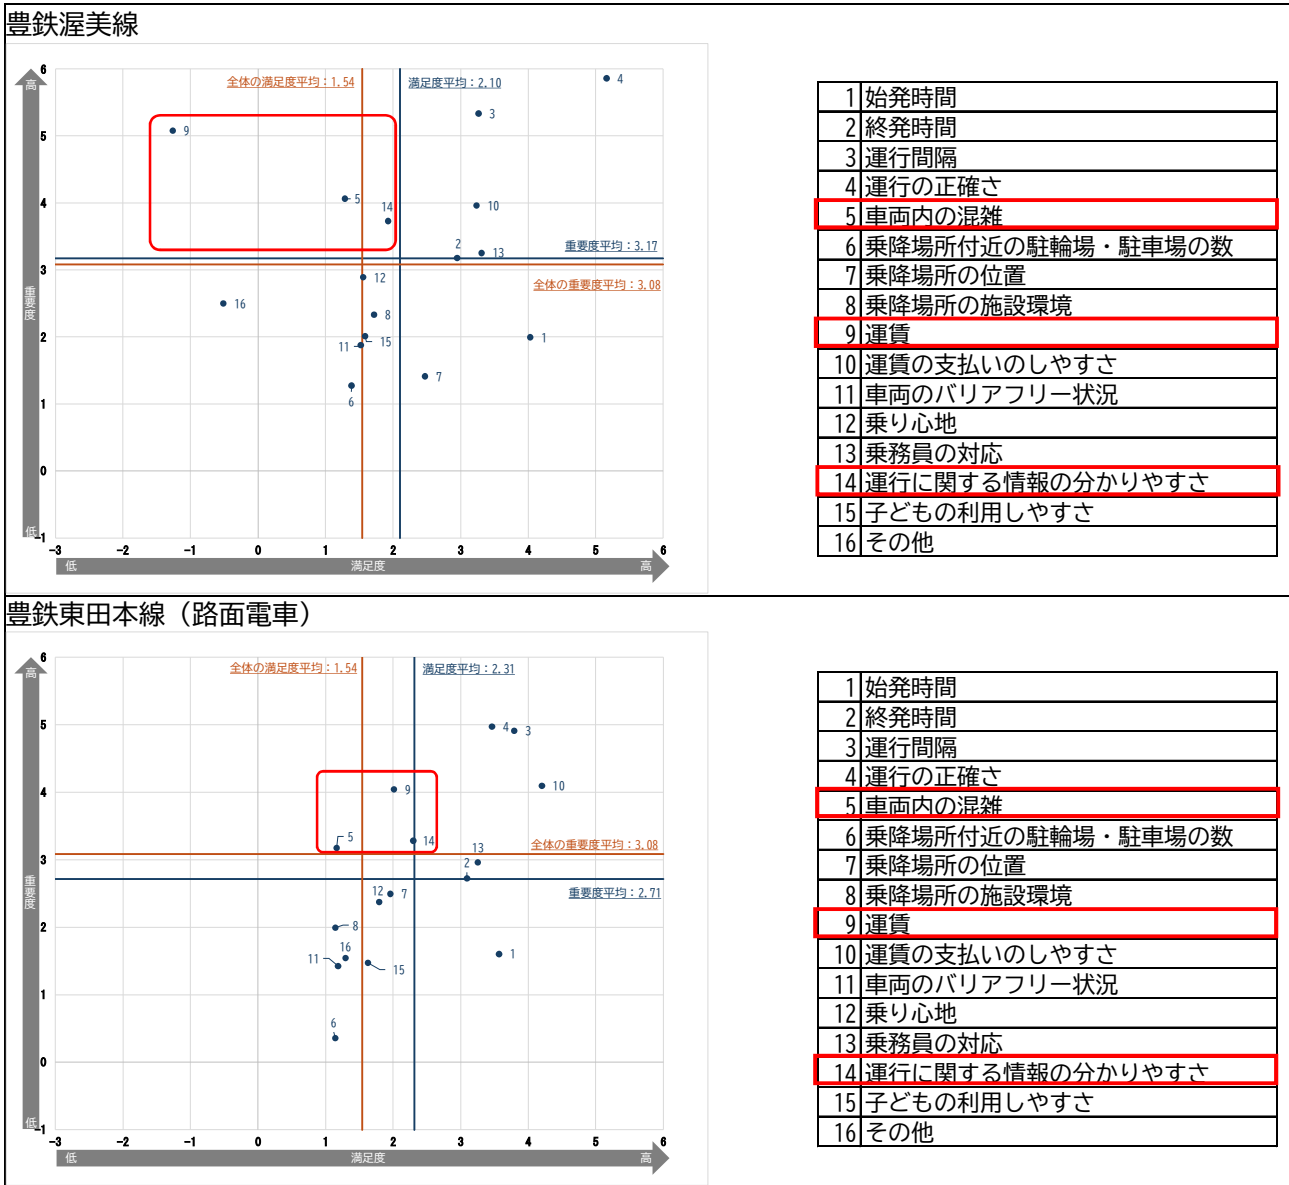 豊鉄渥美線
6
高
全体の満足度平均：1.54
満足度平均：2.10
4
3
5
9
4
5
14
10
重要度平均：3.17
2
13
3
全体の重要度平均：3.08
重要度
12
16
8
2
11
15
1
7
1
6
0
低
-1
-3
-2
-1
0
1
2
3
4
5
6
低
満足度
高
1 始発時間
2 終発時間
3 運行間隔
4 運行の正確さ
5 車両内の混雑
6 乗降場所付近の駐輪場・駐車場の数
7 乗降場所の位置
8 乗降場所の施設環境
9 運賃
10 運賃の支払いのしやすさ
11 車両のバリアフリー状況
12 乗り心地
13 乗務員の対応
14 運行に関する情報の分かりやすさ
15 子どもの利用しやすさ
16 その他
豊鉄東田本線（路面電車）
6
高
全体の満足度平均：1.54
満足度平均：2.31
5
4
3
4
9
10
5
14
全体の重要度平均：3.08
13
3
2
重要度
重要度平均：2.71
12
7
2
8
16
11
15
1
1
6
0
低
-1
-3
-2
-1
0
1
2
3
4
5
6
低
満足度
高
1 始発時間
2 終発時間
3 運行間隔
4 運行の正確さ
5 車両内の混雑
6 乗降場所付近の駐輪場・駐車場の数
7 乗降場所の位置
8 乗降場所の施設環境
9 運賃
10 運賃の支払いのしやすさ
11 車両のバリアフリー状況
12 乗り心地
13 乗務員の対応
14 運行に関する情報の分かりやすさ
15 子どもの利用しやすさ
16 その他